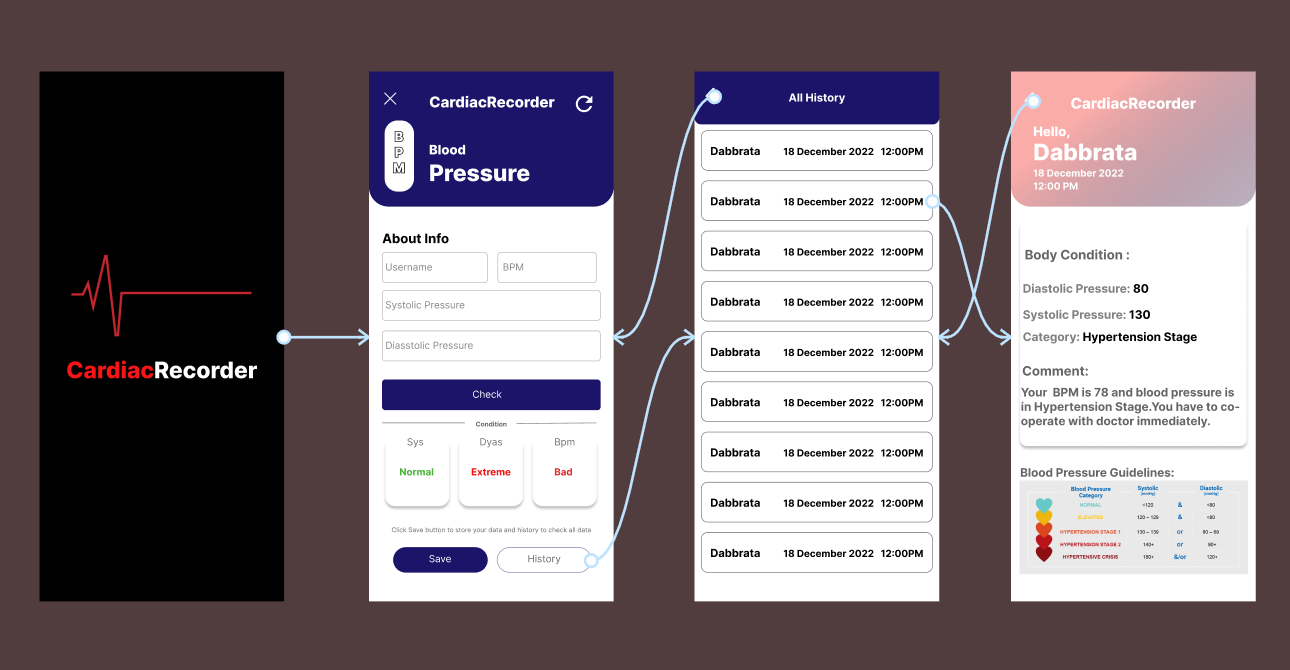 CardiacRecorder
CardiacRecorder
B
P
M
Blood
Pressure
About Info
Username
BPM
Systolic Pressure
Diasstolic Pressure
Check
Condition
Sys
Dyas
Bpm
Normal
Extreme
Bad
Click Save button to store your data and history to check all data
Save
History
All History
Dabbrata 18 December 2022 12:00PM
Dabbrata 18 December 2022 12:00PM
Dabbrata 18 December 2022 12:00PM
Dabbrata 18 December 2022 12:00PM
Dabbrata 18 December 2022 12:00PM
Dabbrata 18 December 2022 12:00PM
Dabbrata 18 December 2022 12:00PM
Dabbrata 18 December 2022 12:00PM
Dabbrata 18 December 2022 12:00PM
CardiacRecorder
Hello,
Dabbrata
18 December 2022
12:00 PM
Body Condition :
Diastolic Pressure: 80
Systolic Pressure: 130
Category: Hypertension Stage
Comment:
Your BPM is 78 and blood pressure is
in Hypertension Stage.You have to co-
operate with doctor immediately.
Blood Pressure Guidelines:
Blood Pressure
Category
Systolic
(mmHg)
Diastolic
(mmHg)
NORMAL <120 & <80
ELEVATED 120 – 129 & <80
HYPERTENSION STAGE 1 130 – 139 or 80 – 89
HYPERTENSION STAGE 2 140+ or 90+
HYPERTENSIVE CRISIS 180+ &/or 120+